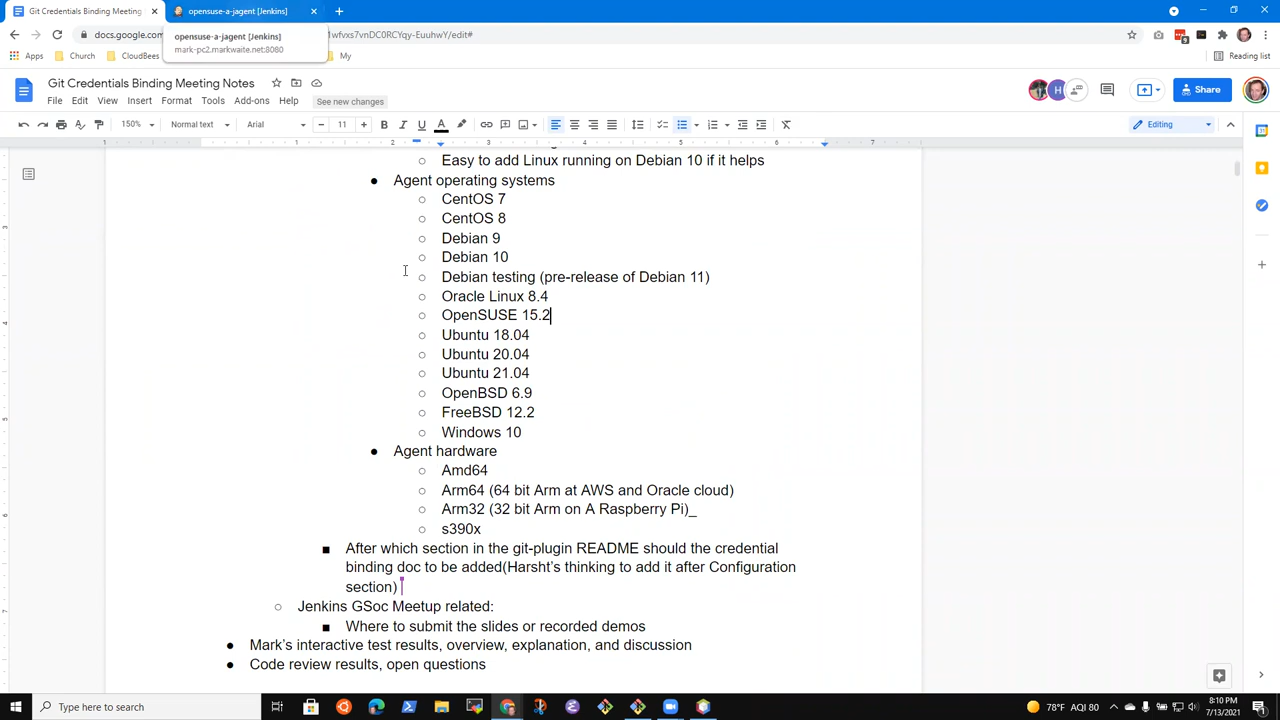 Git Credentials Binding Meeting Notes
opensuse-a-jagent [Jenkins]
opensuse-a-jagent [Jenkins]
mark-pc2.markwaite.net:8080
docs.google.com
1wfvxs7vnDC0RCYqy-EuuhwY/edit#
Apps
Church
CloudBees
My
Reading list
Git Credentials Binding Meeting Notes
File Edit View Insert Format Tools Add-ons Help See new changes
Share
150% Normal text Arial 11 Editing
Easy to add Linux running on Debian 10 if it helps
Agent operating systems
CentOS 7
CentOS 8
Debian 9
Debian 10
Debian testing (pre-release of Debian 11)
Oracle Linux 8.4
OpenSUSE 15.2
Ubuntu 18.04
Ubuntu 20.04
Ubuntu 21.04
OpenBSD 6.9
FreeBSD 12.2
Windows 10
Agent hardware
Amd64
Arm64 (64 bit Arm at AWS and Oracle cloud)
Arm32 (32 bit Arm on A Raspberry Pi)_
s390x
After which section in the git-plugin README should the credential
binding doc to be added(Harsht's thinking to add it after Configuration
section)
Jenkins GSoc Meetup related:
Where to submit the slides or recorded demos
Mark's interactive test results, overview, explanation, and discussion
Code review results, open questions
Type here to search
78°F AQI 80
8:10 PM
7/13/2021